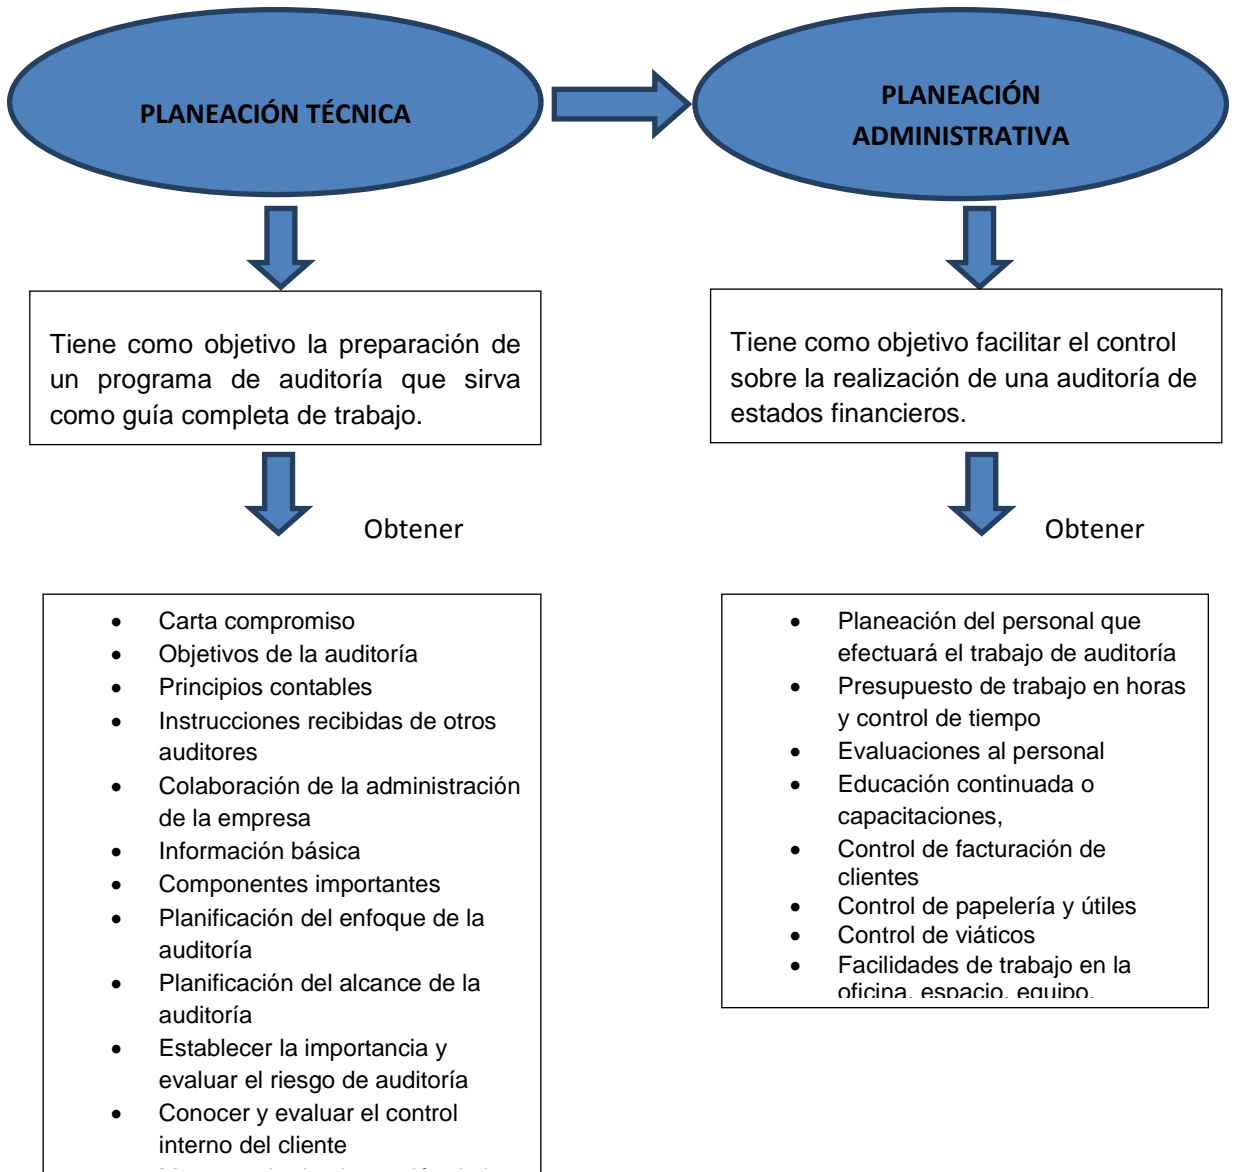 PLANEACIÓN TÉCNICA
PLANEACIÓN
ADMINISTRATIVA
Tiene como objetivo la preparación de
un programa de auditoría que sirva
como guía completa de trabajo.
Tiene como objetivo facilitar el control
sobre la realización de una auditoría de
estados financieros.
Obtener
Obtener
• Carta compromiso
• Objetivos de la auditoría
• Principios contables
• Instrucciones recibidas de otros
auditores
• Colaboración de la administración
de la empresa
• Información básica
• Componentes importantes
• Planificación del enfoque de la
auditoría
• Planificación del alcance de la
auditoría
• Establecer la importancia y
evaluar el riesgo de auditoría
• Conocer y evaluar el control
interno del cliente
• Planeación del personal que
efectuará el trabajo de auditoría
• Presupuesto de trabajo en horas
y control de tiempo
• Evaluaciones al personal
• Educación continuada o
capacitaciones,
• Control de facturación de
clientes
• Control de papelería y útiles
• Control de viáticos
• Facilidades de trabajo en la
oficina, espacio, equipo,